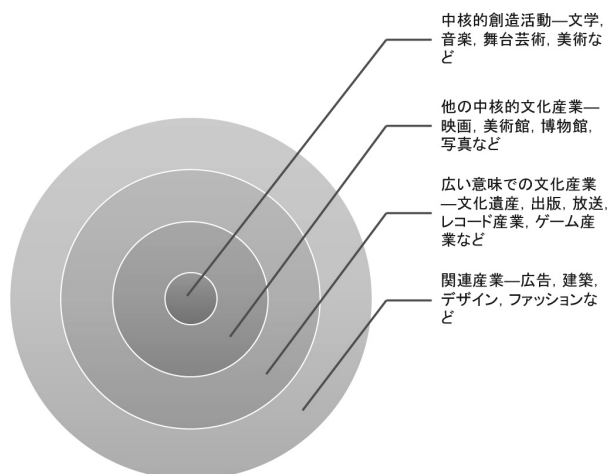 中核的創造活動―文学,
音楽, 舞台芸術, 美術な
ど
他の中核的文化産業―
映画, 美術館, 博物館,
写真など
広い意味での文化産業
―文化遺産, 出版, 放送,
レコード産業, ゲーム産
業など
関連産業―広告, 建築,
デザイン, ファッションな
ど